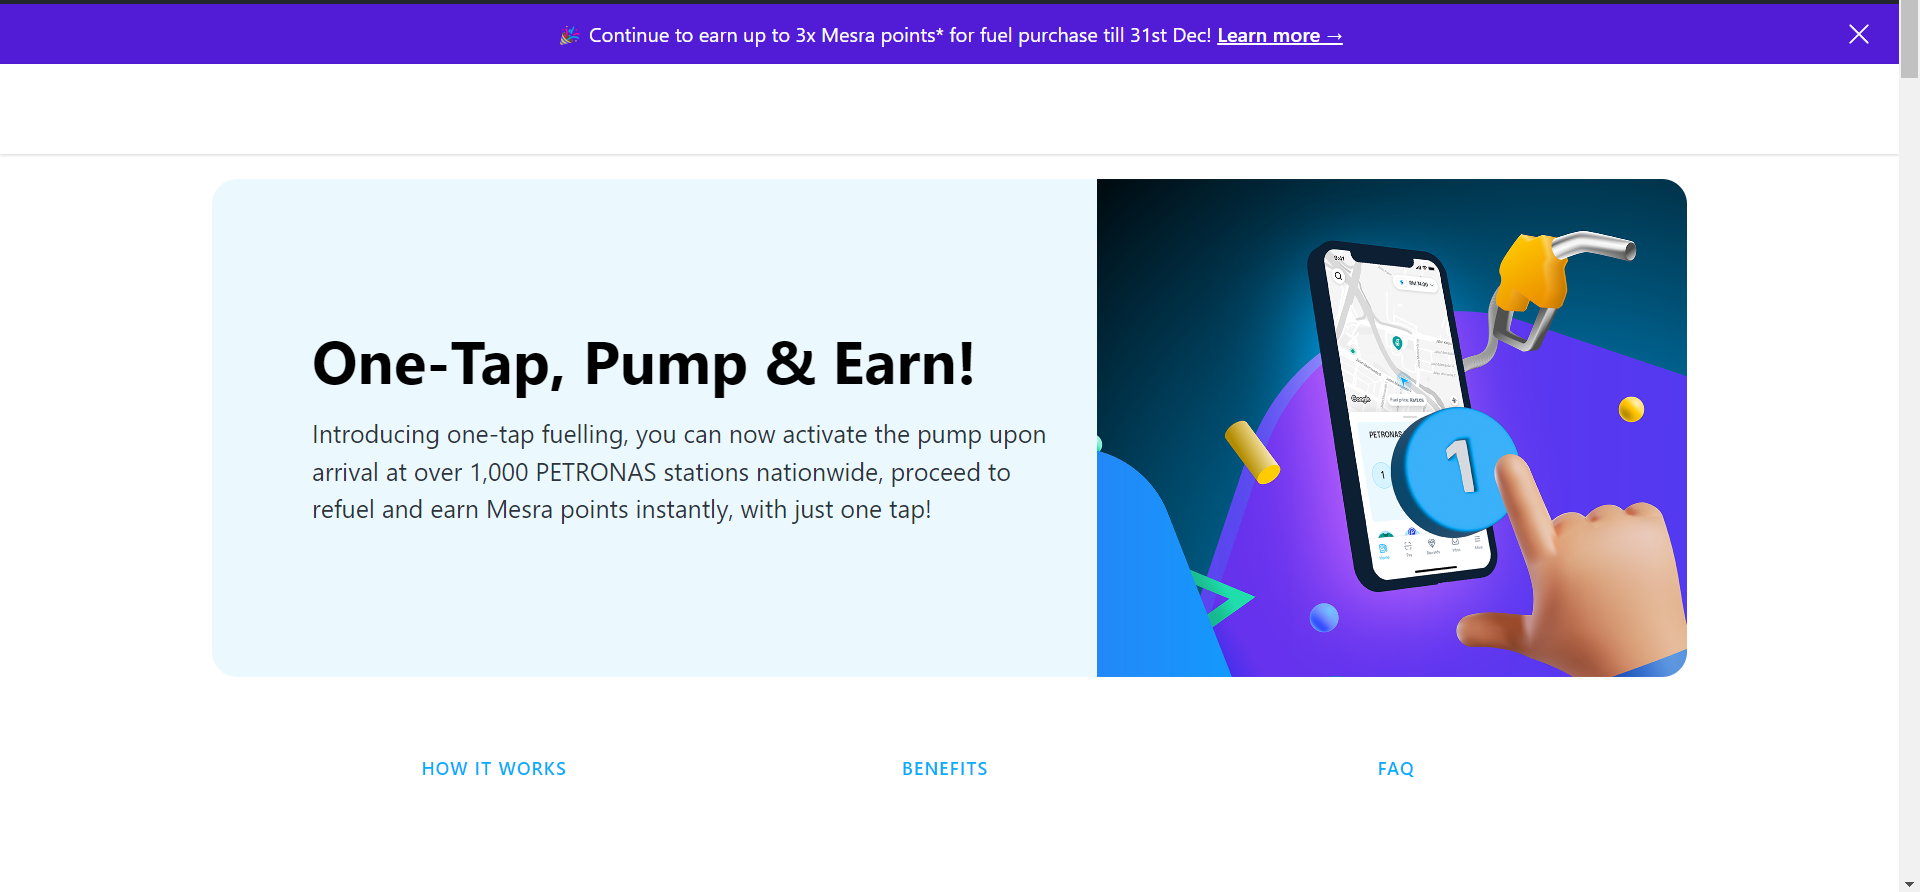 🎉 Continue to earn up to 3x Mesra points* for fuel purchase till 31st Dec! Learn more →
One-Tap, Pump & Earn!
Introducing one-tap fuelling, you can now activate the pump upon
arrival at over 1,000 PETRONAS stations nationwide, proceed to
refuel and earn Mesra points instantly, with just one tap!
Google
PETRONAS
1
1
HOW IT WORKS
BENEFITS
FAQ